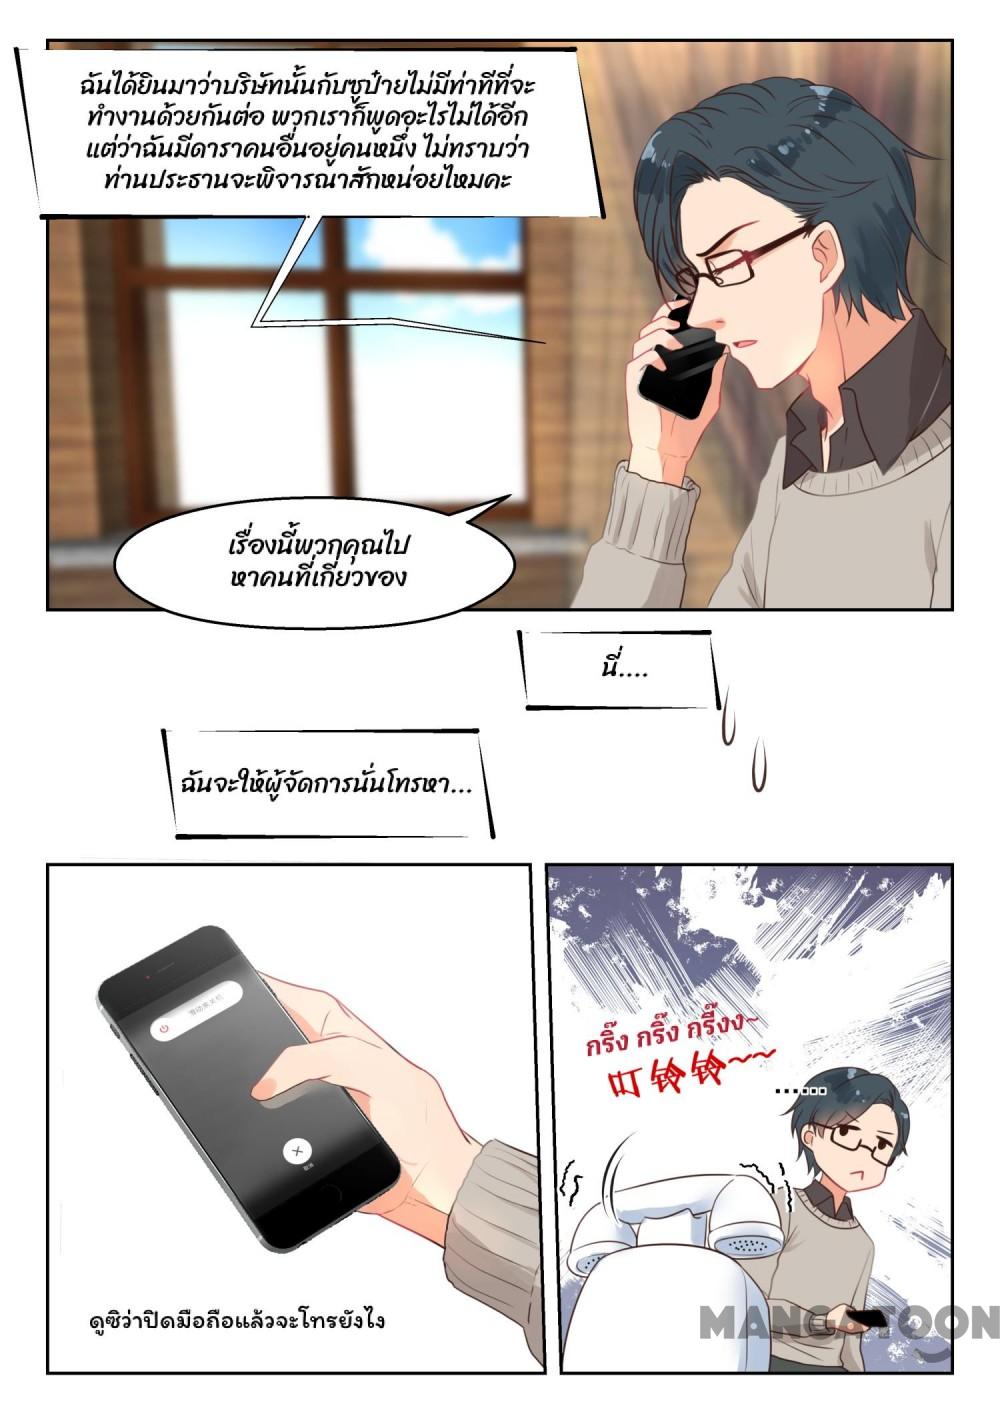 ฉันได้ยินมาว่าบริษัทนั้นกับซูป๋ายไม่มีท่าทีที่จะ
ทำงานด้วยกันต่อ พวกเราก็พูดอะไรไม่ได้อีก
แต่ว่าฉันมีดาราคนอื่นอยู่คนหนึ่ง ไม่ทราบว่า
ท่านประธานจะพิจารณาสักหน่อยไหมคะ
เรื่องนี้พวกคุณไป
หาคนที่เกี่ยวของ
นี่....
ฉันจะให้ผู้จัดการนั่นโทรหา...
滑动来关机
取消
ดูซิว่าปิดมือถือแล้วจะโทรยังไง
กริ๊ง กริ๊ง กริ๊งง~
叮铃铃~~
......
MANGATOON